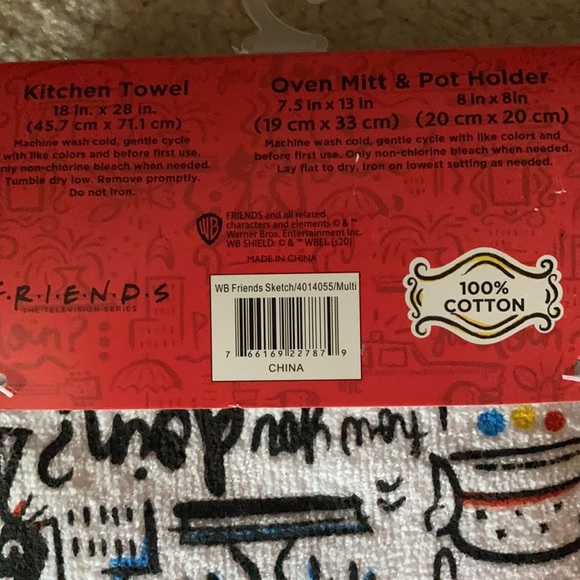 Kitchen Towel
18 in. x 28 in.
(45.7 cm x 71.1 cm)
Machine wash cold, gentle cycle
with like colors and before first use.
only non-chlorine bleach when needed.
Tumble dry low. Remove promptly.
Do not iron.
Oven Mitt & Pot Holder
7.5 in x 13 in 8 in x 8in
(19 cm x 33 cm) (20 cm x 20 cm)
Machine wash cold, gentle cycle with like colors and
before first use. Only non-chlorine bleach when needed.
Lay flat to dry. Iron on lowest setting as needed.
WB
FRIENDS and all related
characters and elements © & ™
Warner Bros. Entertainment Inc.
WB SHIELD: © & ™ WBEI. (s20)
MADE IN CHINA
F·R·I·E·N·D·S
THE TELEVISION SERIES
WB Friends Sketch/4014055/Multi
7 66169 22787 9
CHINA
100%
COTTON
how you doin?